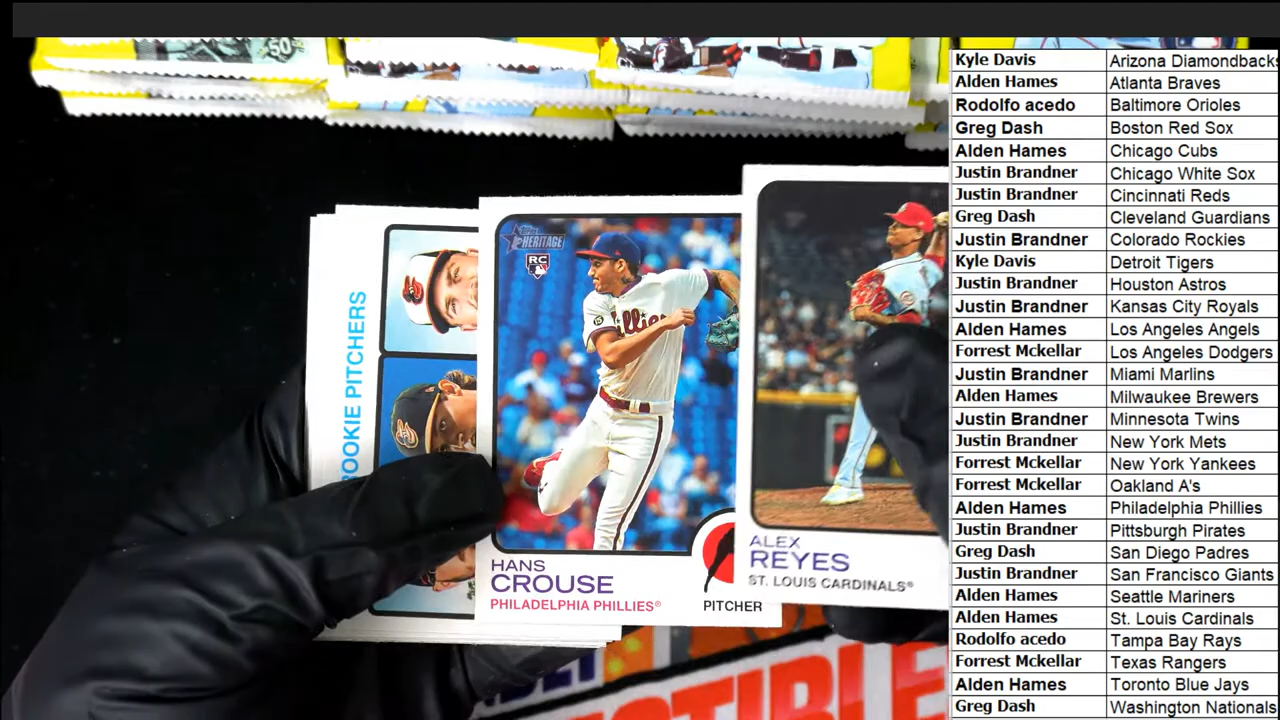 50
Kyle Davis Arizona Diamondbacks
Alden Hames Atlanta Braves
Rodolfo acedo Baltimore Orioles
Greg Dash Boston Red Sox
Alden Hames Chicago Cubs
Justin Brandner Chicago White Sox
Justin Brandner Cincinnati Reds
Greg Dash Cleveland Guardians
Justin Brandner Colorado Rockies
Kyle Davis Detroit Tigers
Justin Brandner Houston Astros
Justin Brandner Kansas City Royals
Alden Hames Los Angeles Angels
Forrest Mckellar Los Angeles Dodgers
Justin Brandner Miami Marlins
Alden Hames Milwaukee Brewers
Justin Brandner Minnesota Twins
Justin Brandner New York Mets
Forrest Mckellar New York Yankees
Forrest Mckellar Oakland A's
Alden Hames Philadelphia Phillies
Justin Brandner Pittsburgh Pirates
Greg Dash San Diego Padres
Justin Brandner San Francisco Giants
Alden Hames Seattle Mariners
Alden Hames St. Louis Cardinals
Rodolfo acedo Tampa Bay Rays
Forrest Mckellar Texas Rangers
Alden Hames Toronto Blue Jays
Greg Dash Washington Nationals
ROOKIE PITCHERS
Topps
HERITAGE
RC
HANS
CROUSE
PHILADELPHIA PHILLIES®
PITCHER
ALEX
REYES
ST. LOUIS CARDINALS®